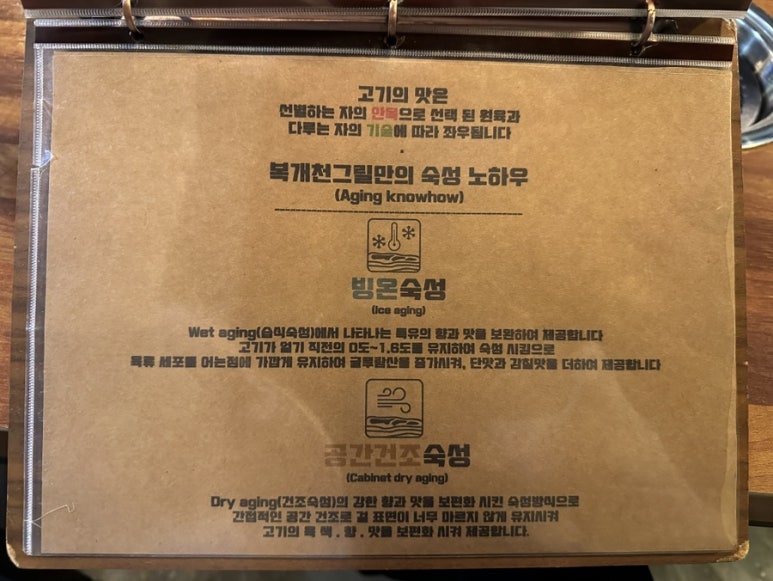 고기의 맛은
선별하는 자의 안목으로 선택 된 원육과
다루는 자의 기술에 따라 좌우됩니다
복개천그릴만의 숙성 노하우
(Aging knowhow)
빙온숙성
(Ice aging)
Wet aging(습식숙성)에서 나타나는 특유의 향과 맛을 보완하여 제공합니다
고기가 얼기 직전의 0도~1.6도를 유지하여 숙성 시킴으로
육류 세포를 어는점에 가깝게 유지하여 글루탐산을 증가시켜, 단맛과 감칠맛을 더하여 제공합니다
공간건조숙성
(Cabinet dry aging)
Dry aging(건조숙성)의 강한 향과 맛을 보편화 시킨 숙성방식으로
간접적인 공간 건조로 겉 표면이 너무 마르지 않게 유지시켜
고기의 특 색 . 향 . 맛을 보편화 시켜 제공합니다.